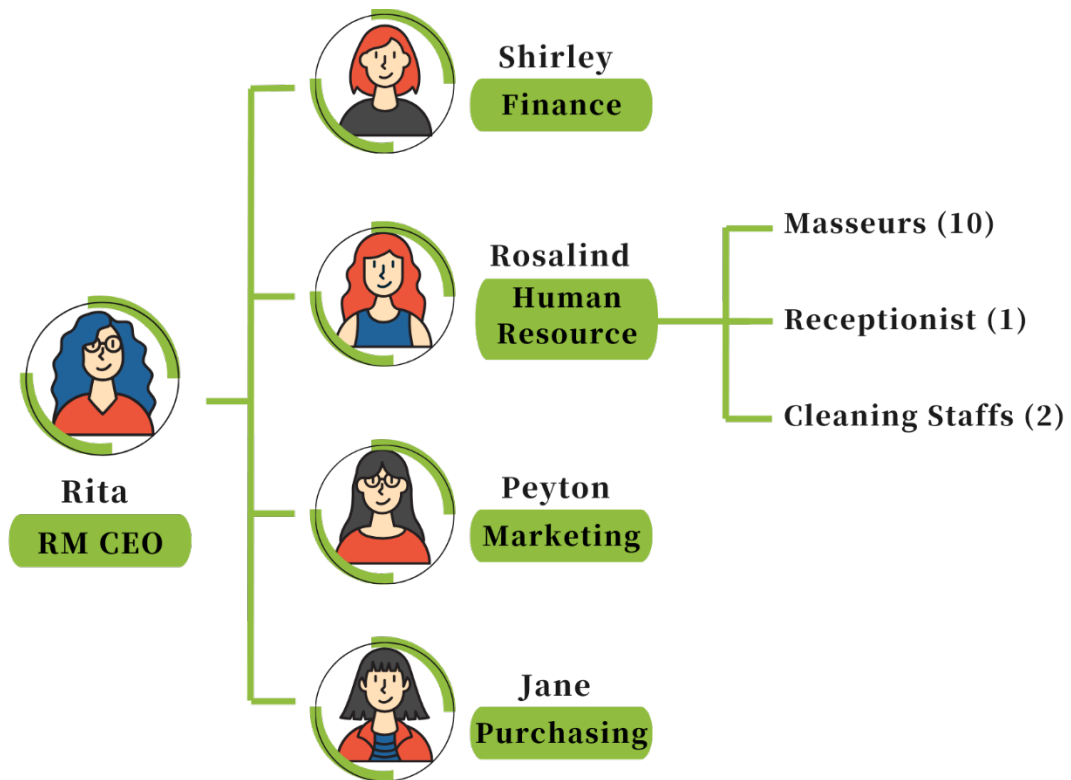 Shirley
Finance
Rosalind
Human
Resource
Masseurs (10)
Receptionist (1)
Cleaning Staffs (2)
Rita
RM CEO
Peyton
Marketing
Jane
Purchasing